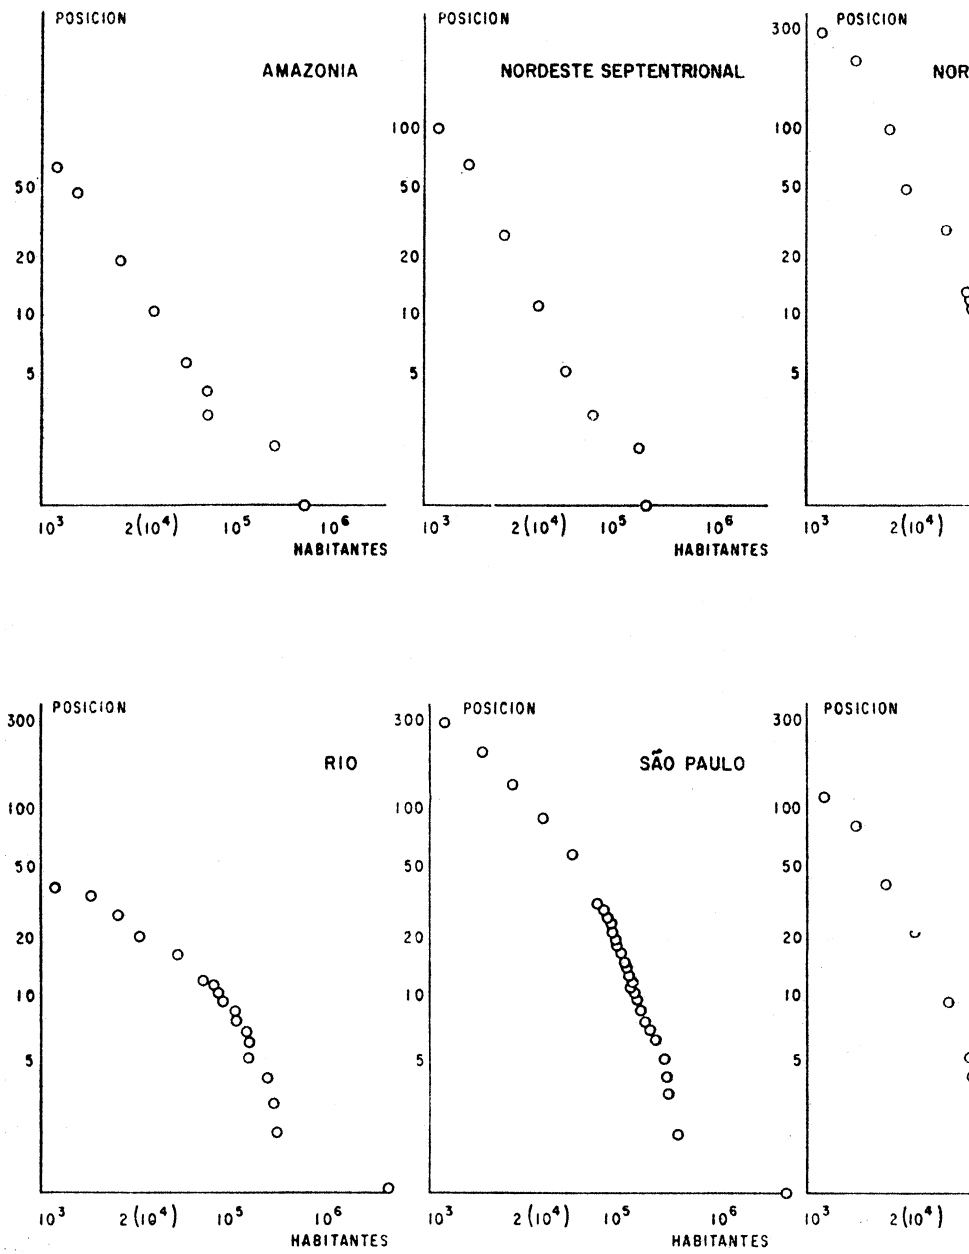 POSICION
AMAZONIA
50
20
10
5
10³ 2(10⁴) 10⁵ 10⁶
HABITANTES
POSICION
NORDESTE SEPTENTRIONAL
100
50
20
10
5
10³ 2(10⁴) 10⁵ 10⁶
HABITANTES
POSICION
300
NOR
100
50
20
10
5
10³ 2(10⁴)
POSICION
300
RIO
100
50
20
10
5
10³ 2(10⁴) 10⁵ 10⁶
HABITANTES
POSICION
300
SÃO PAULO
100
50
20
10
5
10³ 2(10⁴) 10⁵ 10⁶
HABITANTES
POSICION
300
100
50
20
10
5
10³ 2(10⁴)